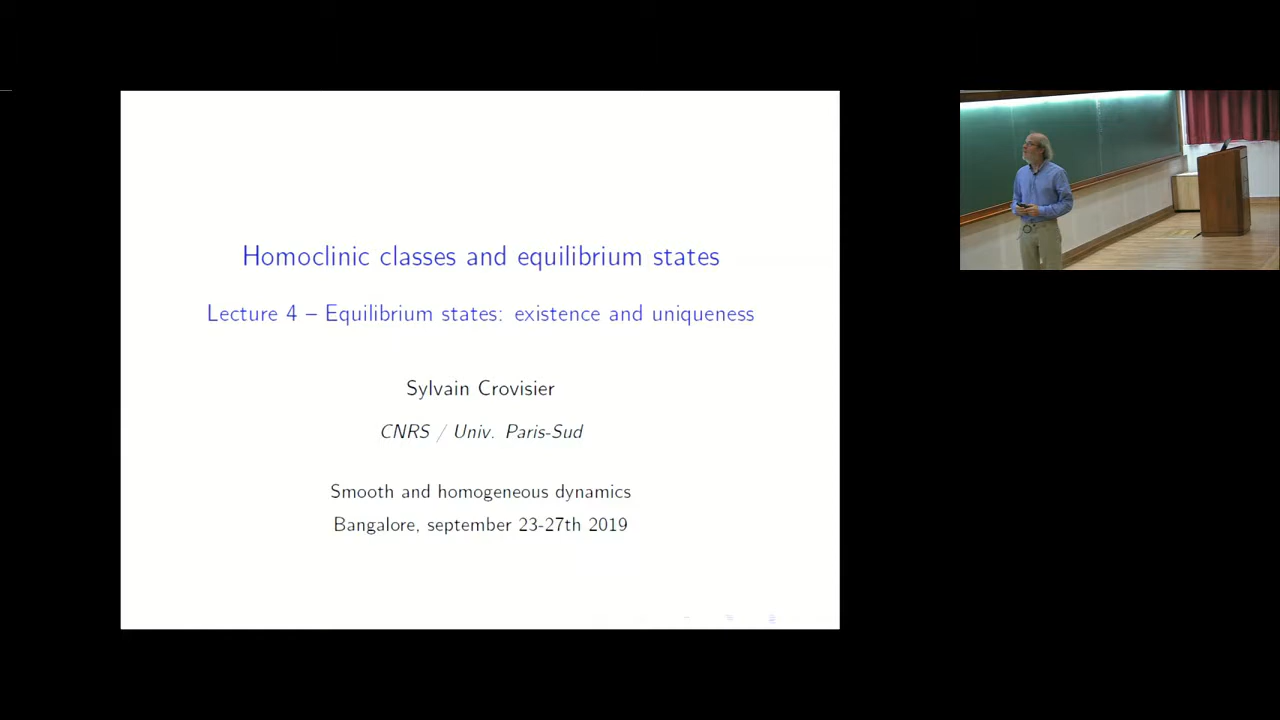 Homoclinic classes and equilibrium states
Lecture 4 – Equilibrium states: existence and uniqueness
Sylvain Crovisier
CNRS / Univ. Paris-Sud
Smooth and homogeneous dynamics
Bangalore, september 23-27th 2019